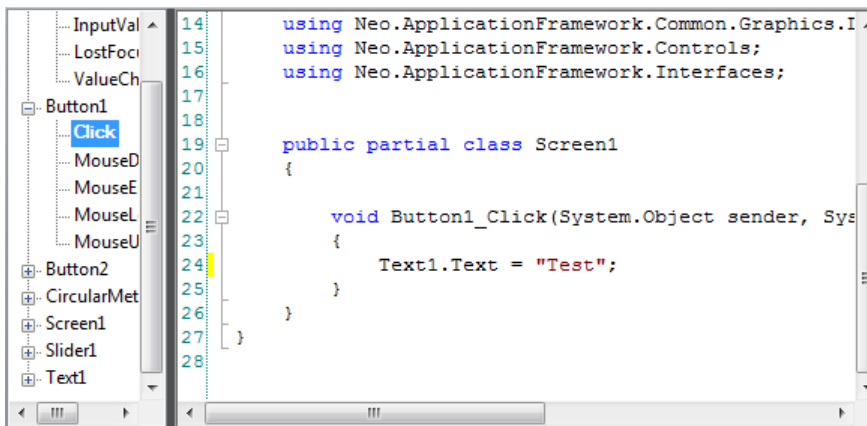 InputVal
LostFocu
ValueCh
Button1
Click
MouseD
MouseE
MouseL
MouseU
Button2
CircularMet
Screen1
Slider1
Text1
14 using Neo.ApplicationFramework.Common.Graphics.I
15 using Neo.ApplicationFramework.Controls;
16 using Neo.ApplicationFramework.Interfaces;
17
18
19 public partial class Screen1
20 {
21
22 void Button1_Click(System.Object sender, Sys
23 {
24 Text1.Text = "Test";
25 }
26 }
27 }
28